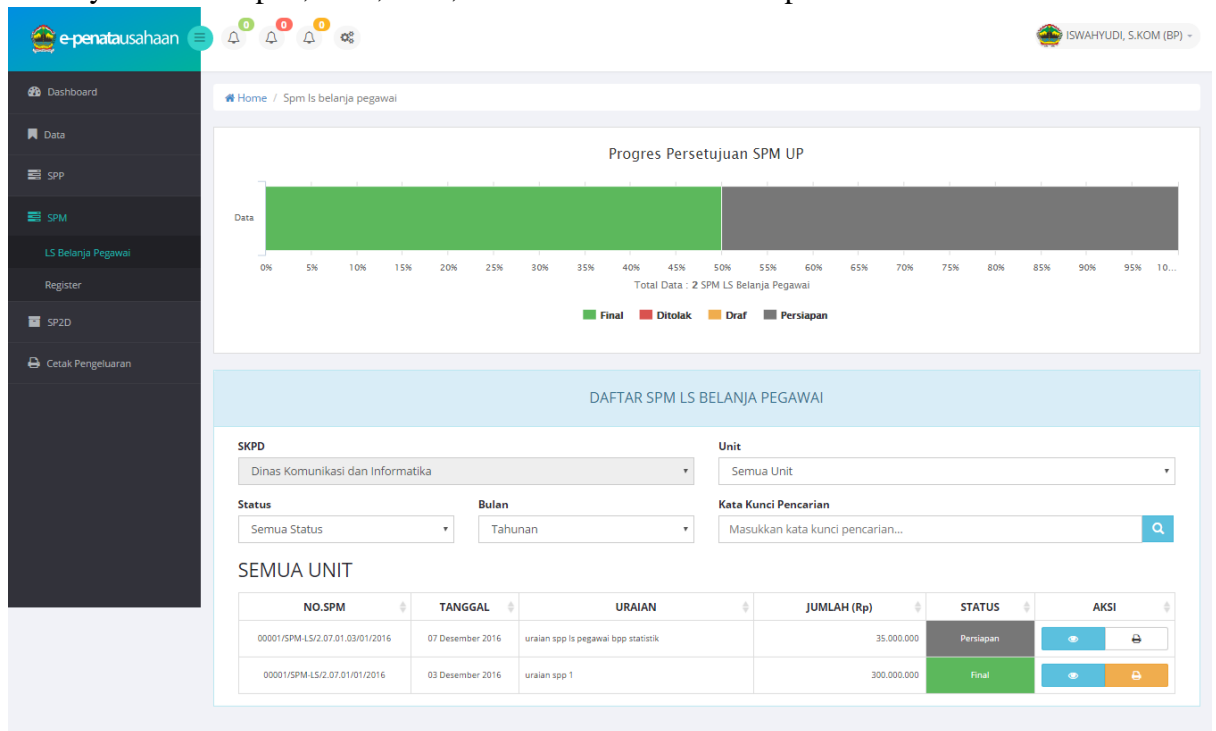 e-penatausahaan
0 0 0
ISWAHYUDI, S.KOM (BP)
Dashboard
Data
SPP
SPM
LS Belanja Pegawai
Register
SP2D
Cetak Pengeluaran
Home / Spm ls belanja pegawai
Progres Persetujuan SPM UP
Data
0% 5% 10% 15% 20% 25% 30% 35% 40% 45% 50% 55% 60% 65% 70% 75% 80% 85% 90% 95% 10...
Total Data : 2 SPM LS Belanja Pegawai
Final Ditolak Draf Persiapan
DAFTAR SPM LS BELANJA PEGAWAI
SKPD Unit
Dinas Komunikasi dan Informatika Semua Unit
Status Bulan Kata Kunci Pencarian
Semua Status Tahunan Masukkan kata kunci pencarian...
SEMUA UNIT
NO.SPM TANGGAL URAIAN JUMLAH (Rp) STATUS AKSI
00001/SPM-LS/2.07.01.03/01/2016 07 Desember 2016 uraian spp ls pegawai bpp statistik 35.000.000 Persiapan
00001/SPM-LS/2.07.01/01/2016 03 Desember 2016 uraian spp 1 300.000.000 Final